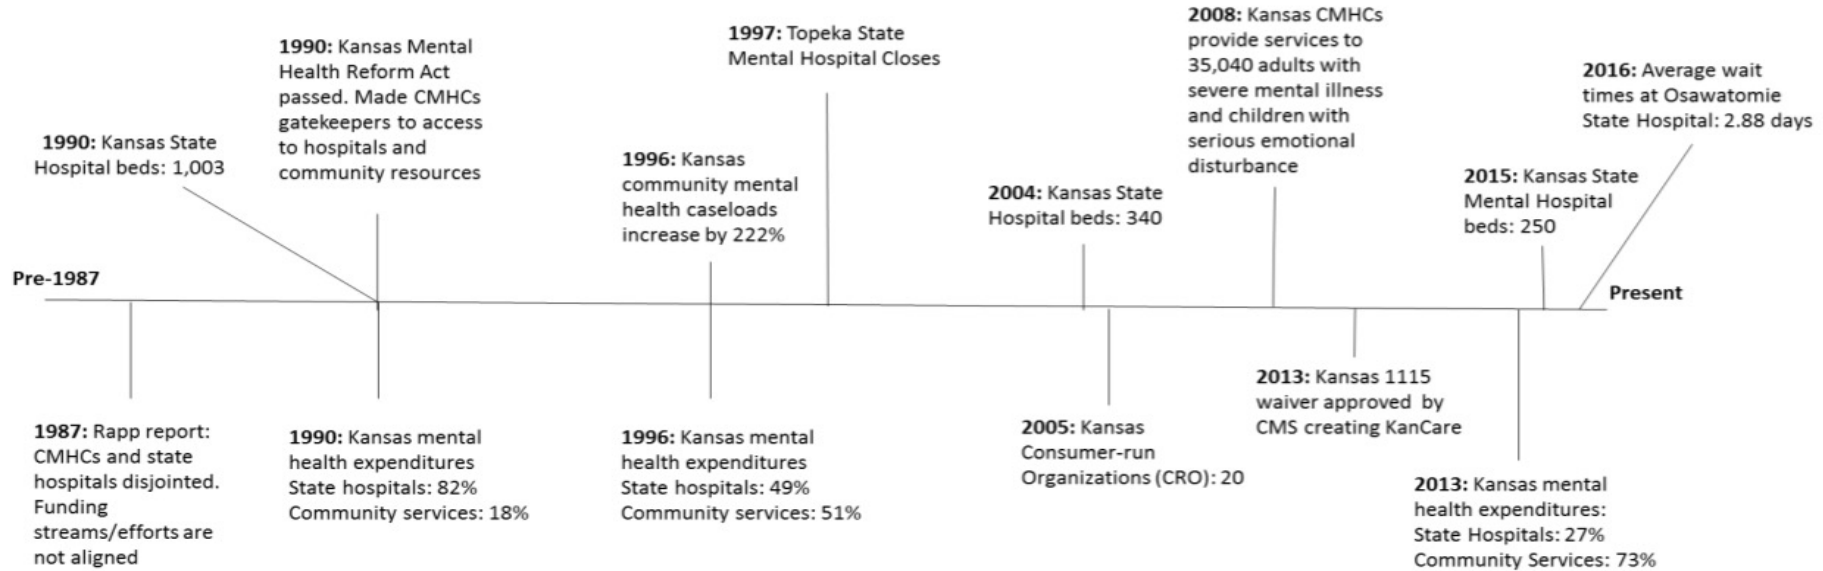 Pre-1987
1990: Kansas State
Hospital beds: 1,003
1990: Kansas Mental
Health Reform Act
passed. Made CMHCs
gatekeepers to access
to hospitals and
community resources
1996: Kansas
community mental
health caseloads
increase by 222%
1997: Topeka State
Mental Hospital Closes
2004: Kansas State
Hospital beds: 340
2008: Kansas CMHCs
provide services to
35,040 adults with
severe mental illness
and children with
serious emotional
disturbance
2015: Kansas State
Mental Hospital
beds: 250
2016: Average wait
times at Osawatomie
State Hospital: 2.88 days
Present
1987: Rapp report:
CMHCs and state
hospitals disjointed.
Funding
streams/efforts are
not aligned
1990: Kansas mental
health expenditures
State hospitals: 82%
Community services: 18%
1996: Kansas mental
health expenditures
State hospitals: 49%
Community services: 51%
2005: Kansas
Consumer-run
Organizations (CRO): 20
2013: Kansas 1115
waiver approved by
CMS creating KanCare
2013: Kansas mental
health expenditures:
State Hospitals: 27%
Community Services: 73%